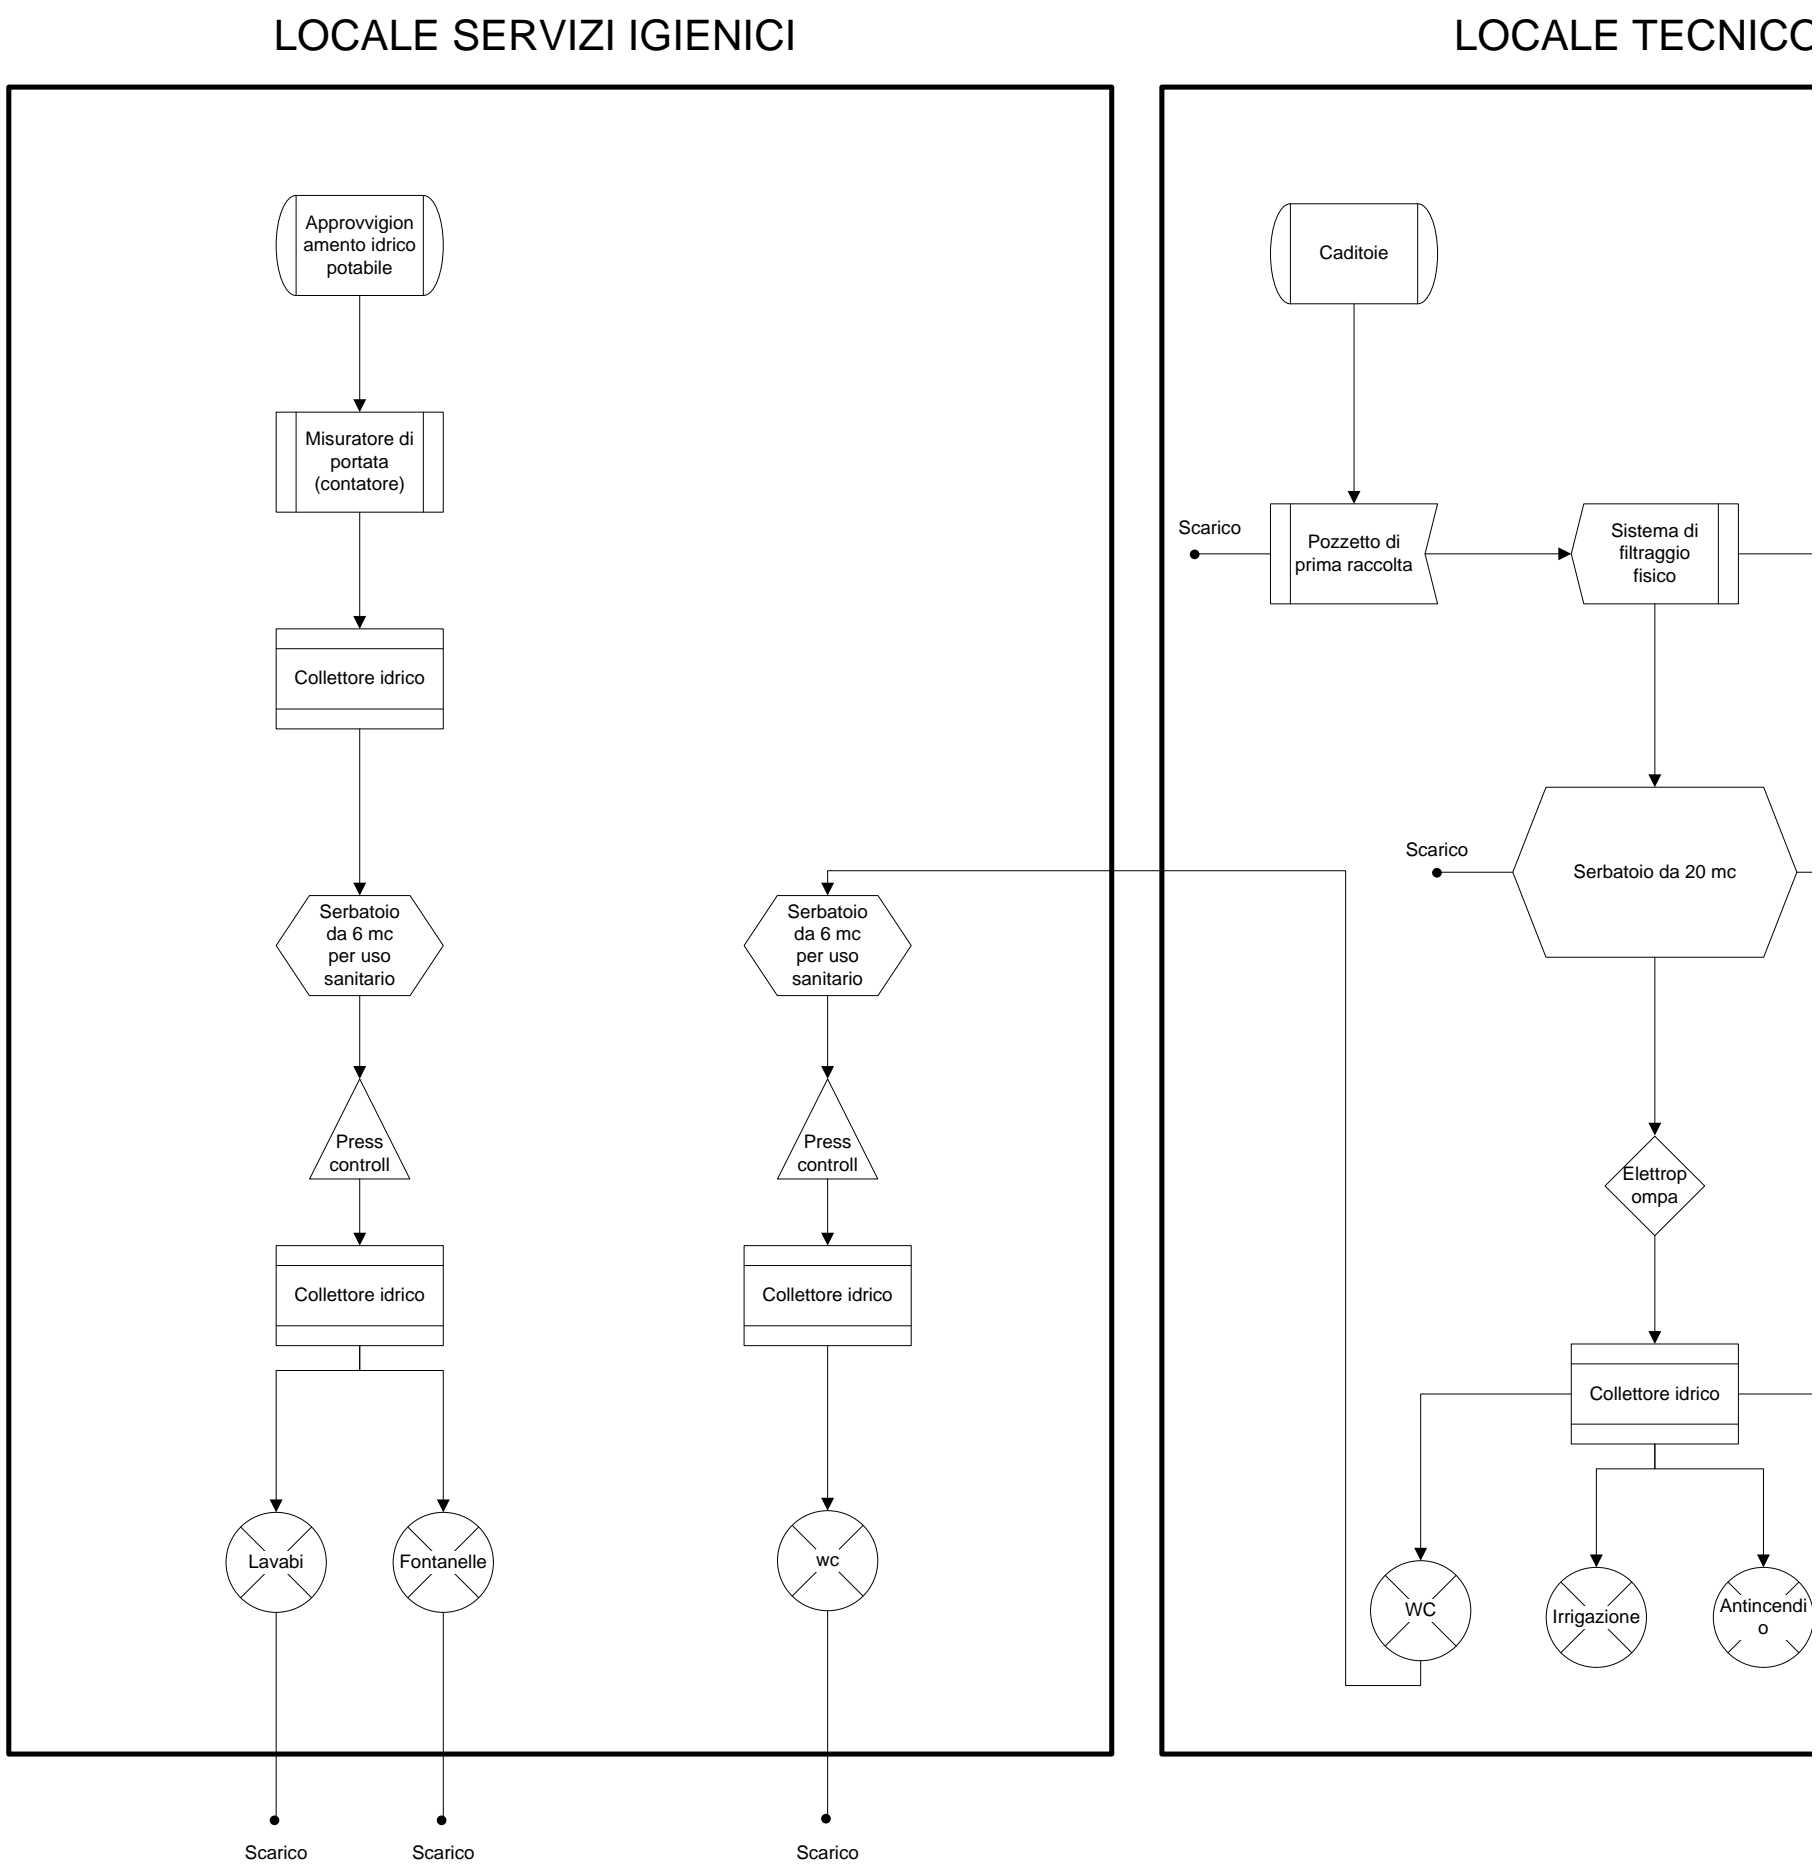 LOCALE SERVIZI IGIENICI
Approvvigion
amento idrico
potabile
Misuratore di
portata
(contatore)
Collettore idrico
Serbatoio
da 6 mc
per uso
sanitario
Press
controll
Collettore idrico
Lavabi
Fontanelle
Scarico
Scarico
Serbatoio
da 6 mc
per uso
sanitario
Press
controll
Collettore idrico
wc
Scarico
LOCALE TECNICO
Caditoie
Scarico
Pozzetto di
prima raccolta
Sistema di
filtraggio
fisico
Scarico
Serbatoio da 20 mc
Elettrop
ompa
Collettore idrico
WC
Irrigazione
Antincendi
o